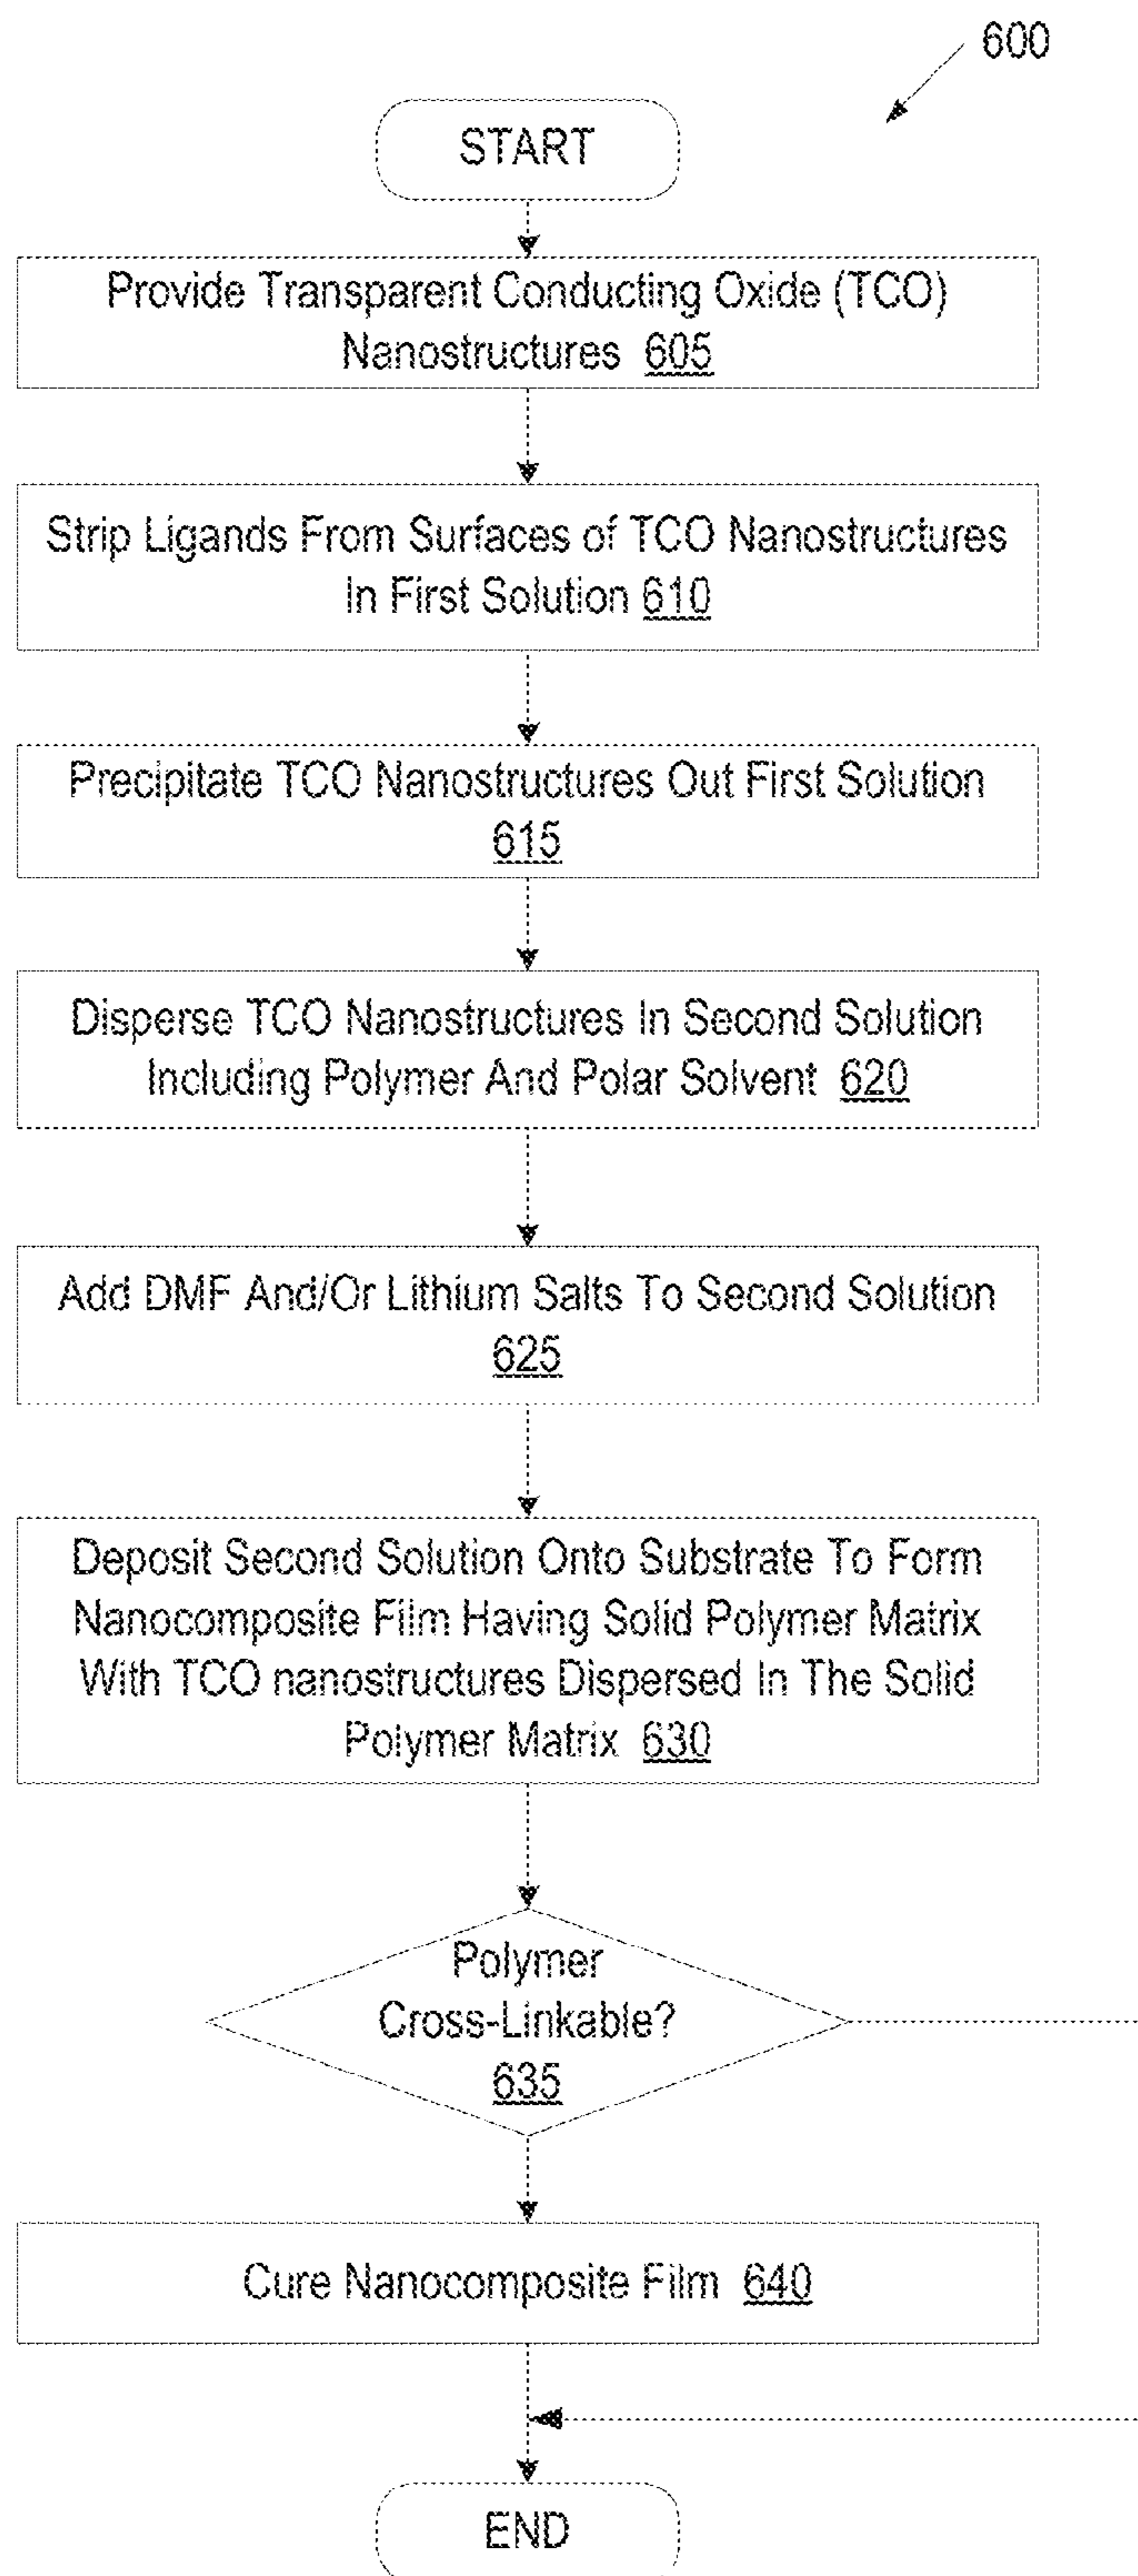 600
START
Provide Transparent Conducting Oxide (TCO)
Nanostructures 605
Strip Ligands From Surfaces of TCO Nanostructures
In First Solution 610
Precipitate TCO Nanostructures Out First Solution
615
Disperse TCO Nanostructures In Second Solution
Including Polymer And Polar Solvent 620
Add DMF And/Or Lithium Salts To Second Solution
625
Deposit Second Solution Onto Substrate To Form
Nanocomposite Film Having Solid Polymer Matrix
With TCO nanostructures Dispersed In The Solid
Polymer Matrix 630
Polymer
Cross-Linkable?
635
Cure Nanocomposite Film 640
END